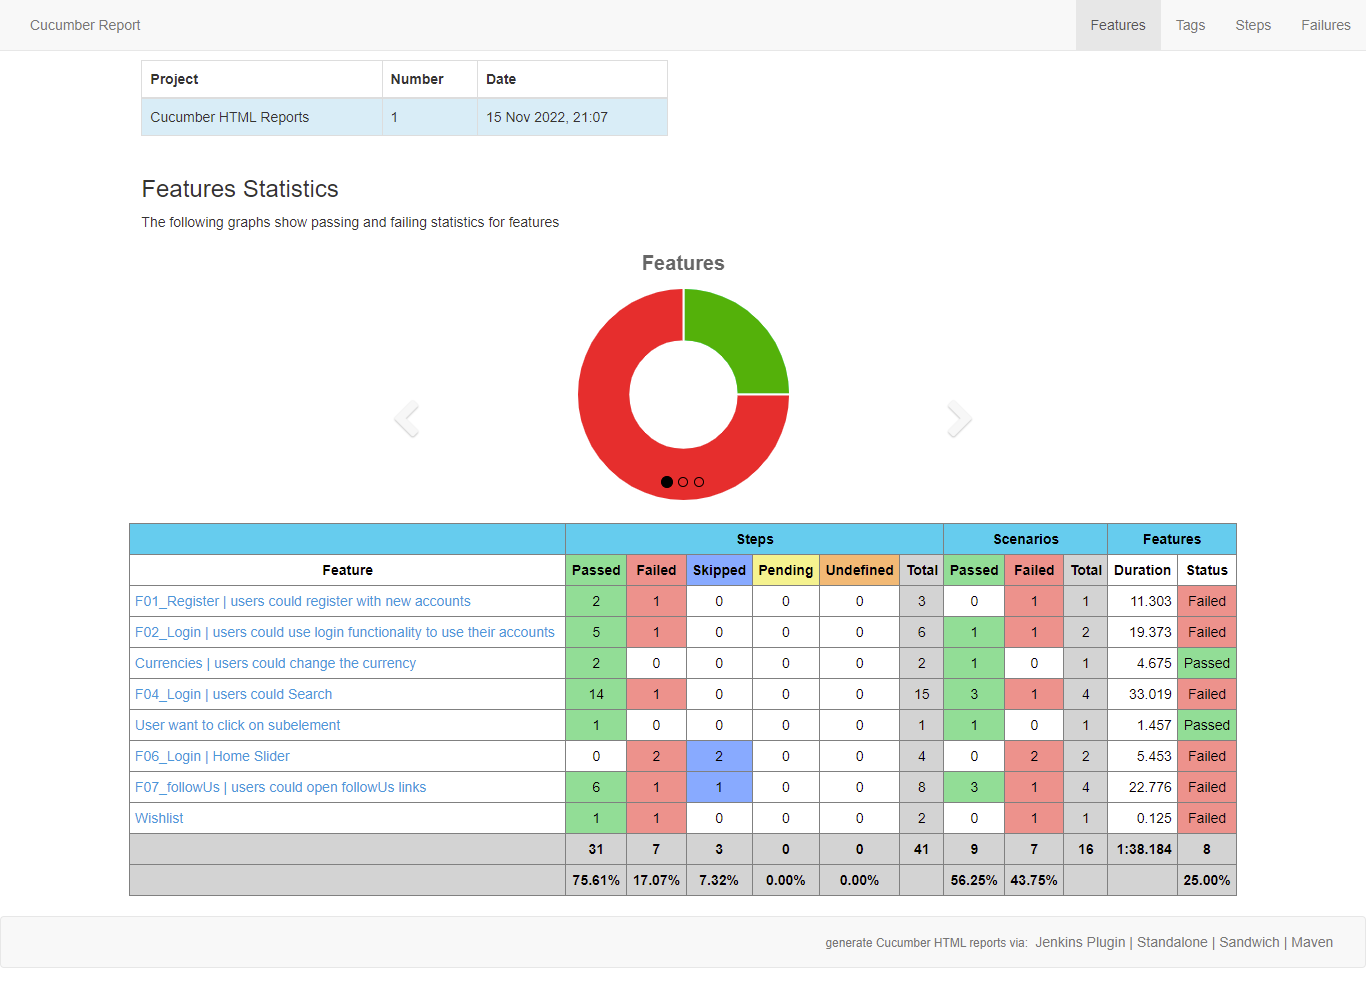 Cucumber Report Features Tags Steps Failures
Project Number Date
Cucumber HTML Reports 1 15 Nov 2022, 21:07
Features Statistics
The following graphs show passing and failing statistics for features
Features
Steps Scenarios Features
Feature Passed Failed Skipped Pending Undefined Total Passed Failed Total Duration Status
F01_Register | users could register with new accounts 2 1 0 0 0 3 0 1 1 11.303 Failed
F02_Login | users could use login functionality to use their accounts 5 1 0 0 0 6 1 1 2 19.373 Failed
Currencies | users could change the currency 2 0 0 0 0 2 1 0 1 4.675 Passed
F04_Login | users could Search 14 1 0 0 0 15 3 1 4 33.019 Failed
User want to click on subelement 1 0 0 0 0 1 1 0 1 1.457 Passed
F06_Login | Home Slider 0 2 2 0 0 4 0 2 2 5.453 Failed
F07_followUs | users could open followUs links 6 1 1 0 0 8 3 1 4 22.776 Failed
Wishlist 1 1 0 0 0 2 0 1 1 0.125 Failed
31 7 3 0 0 41 9 7 16 1:38.184 8
75.61% 17.07% 7.32% 0.00% 0.00% 56.25% 43.75% 25.00%
generate Cucumber HTML reports via: Jenkins Plugin | Standalone | Sandwich | Maven